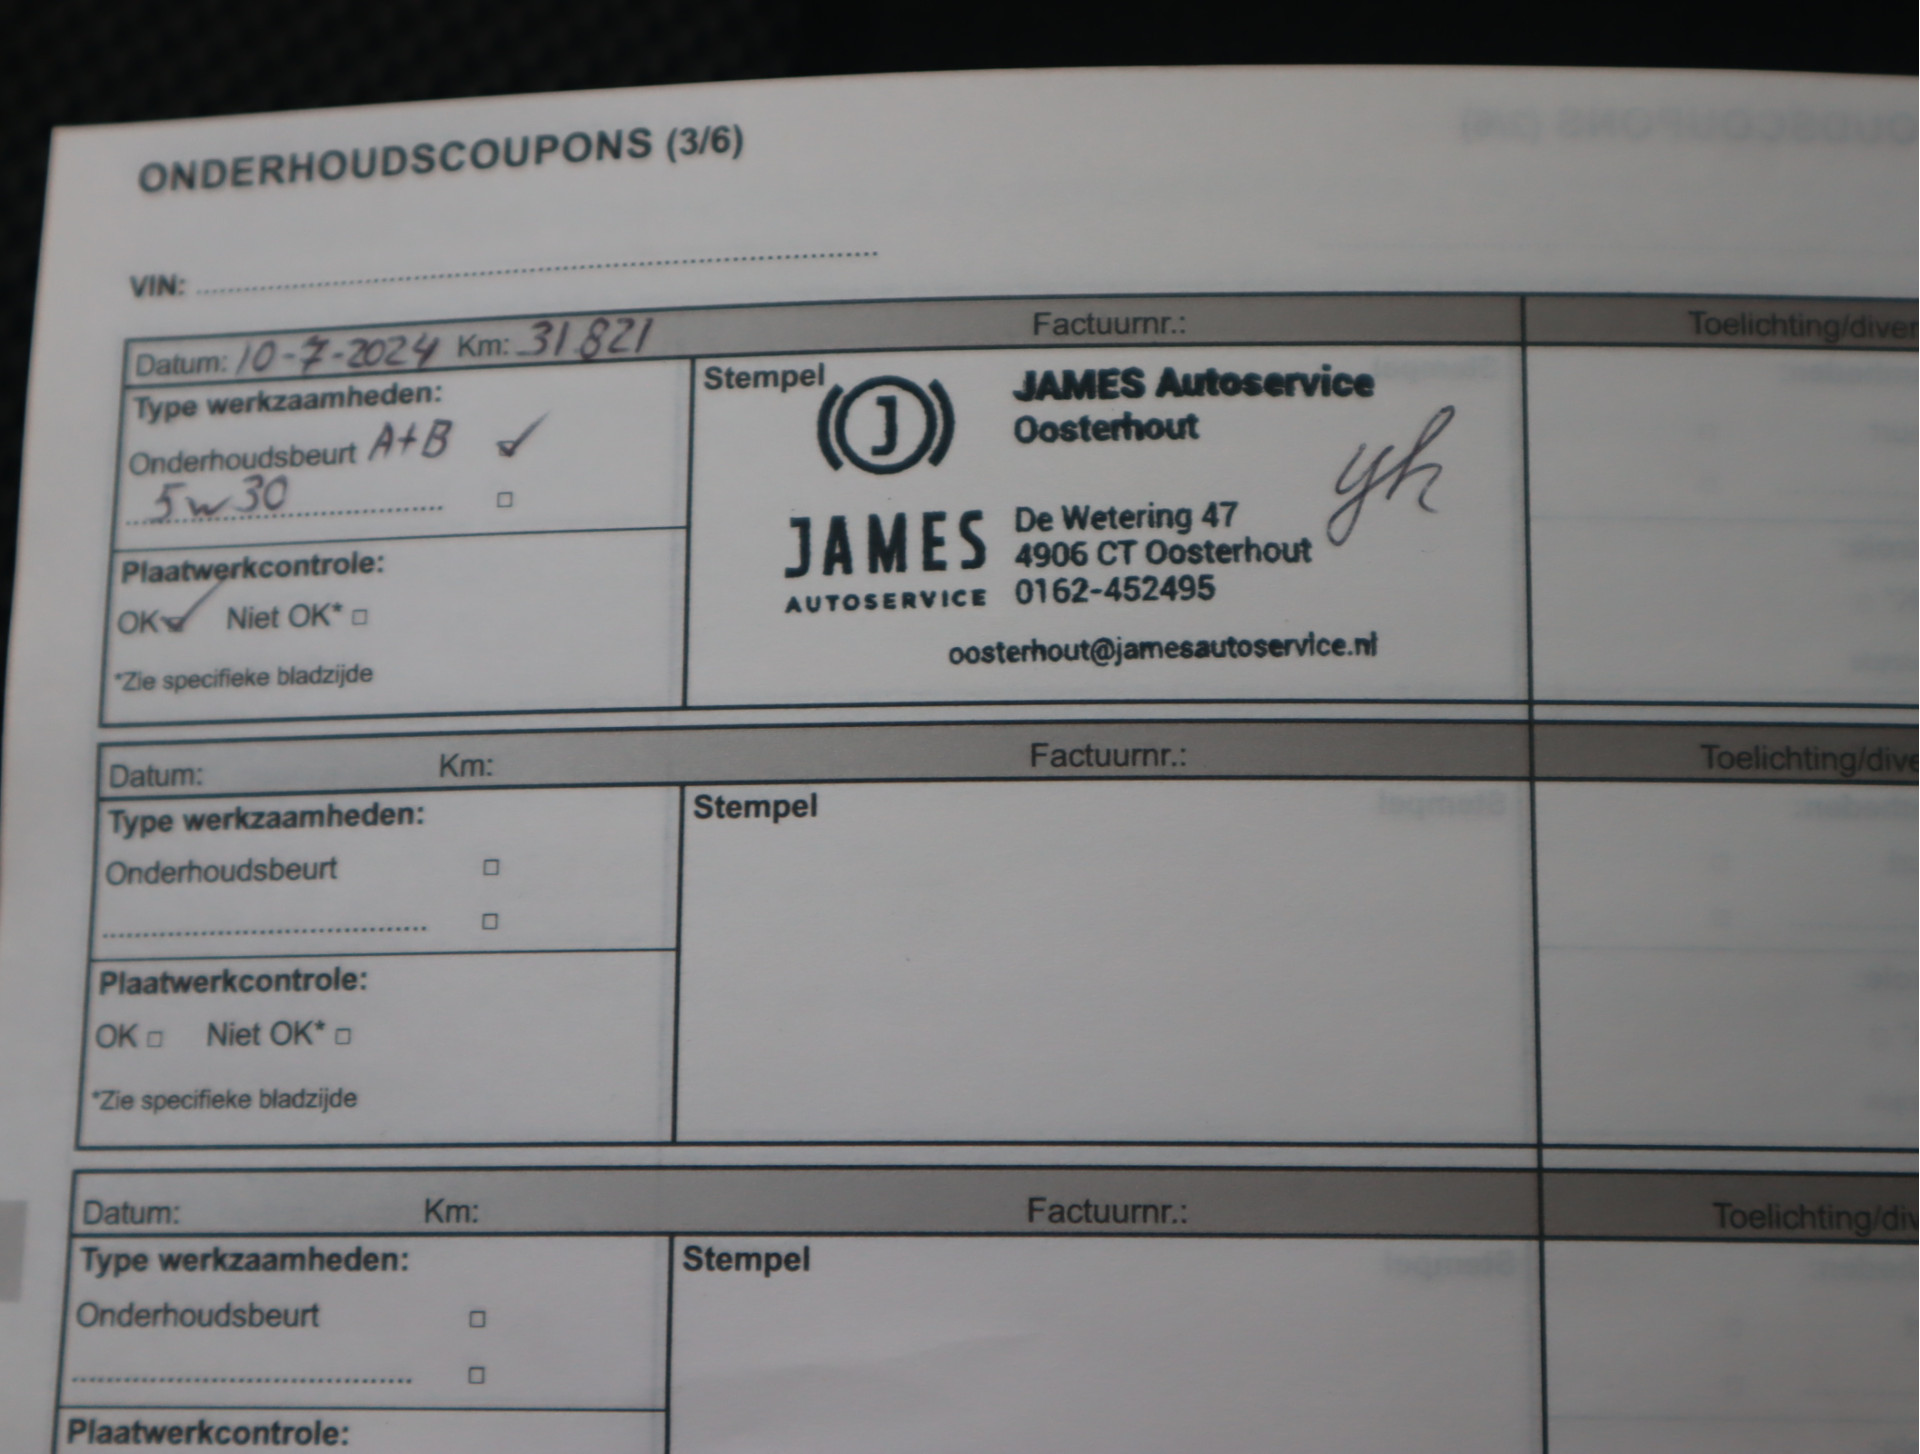 ONDERHOUDSCOUPONS (3/6)
VIN:
Datum: 10-7-2024 Km: 31.821 Factuurnr.: Toelichting/diver
Type werkzaamheden:
Onderhoudsbeurt A+B
5w30
Plaatwerkcontrole:
OK Niet OK*
*Zie specifieke bladzijde
Stempel
J
JAMES
AUTOSERVICE
JAMES Autoservice
Oosterhout
De Wetering 47
4906 CT Oosterhout
0162-452495
oosterhout@jamesautoservice.nl
Datum: Km: Factuurnr.: Toelichting/dive
Type werkzaamheden:
Onderhoudsbeurt
Plaatwerkcontrole:
OK Niet OK*
*Zie specifieke bladzijde
Stempel
Datum: Km: Factuurnr.: Toelichting/div
Type werkzaamheden:
Onderhoudsbeurt
Plaatwerkcontrole:
Stempel